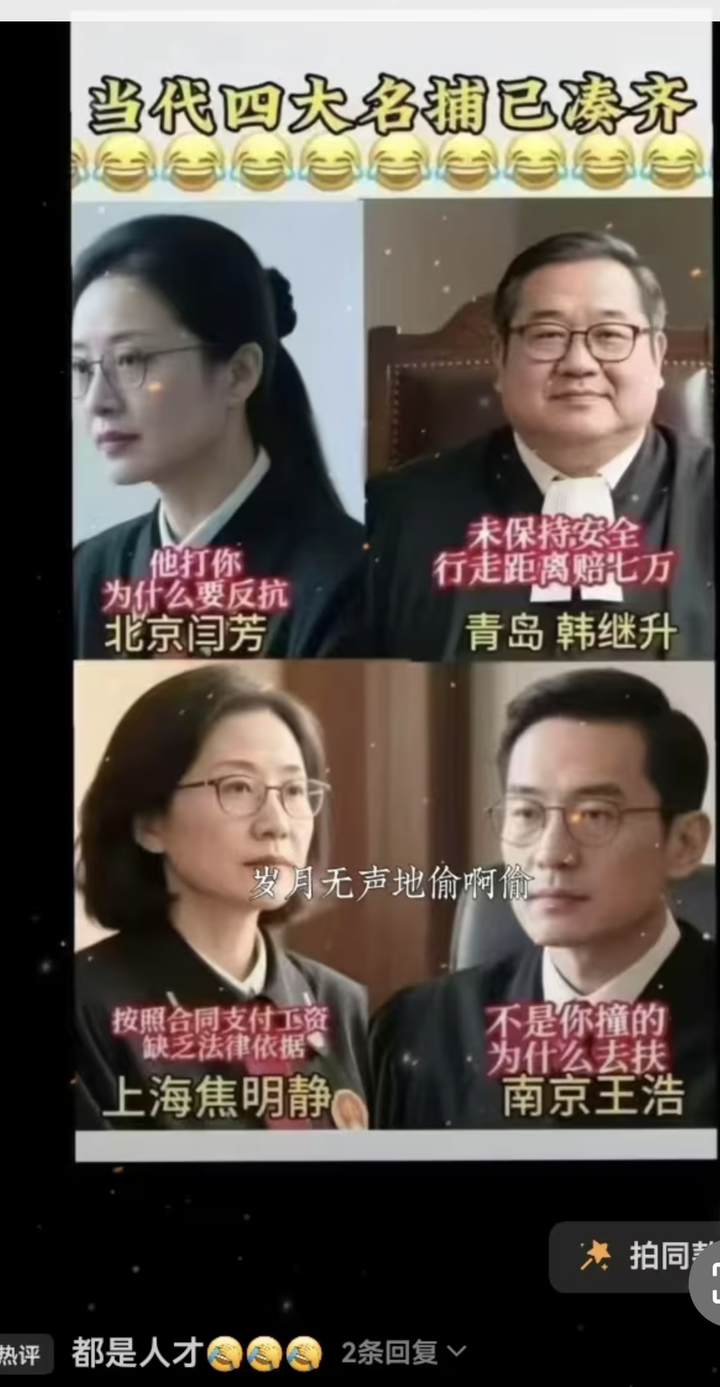 当代四大名捕已凑齐
他打你
为什么要反抗
北京闫芳
未保持安全
行走距离赔七万
青岛 韩继升
岁月无声地偷啊偷
按照合同支付工资
缺乏法律依据
上海焦明静
不是你撞的
为什么去扶
南京王浩
拍同款
热评 都是人才😂😂😂 2条回复